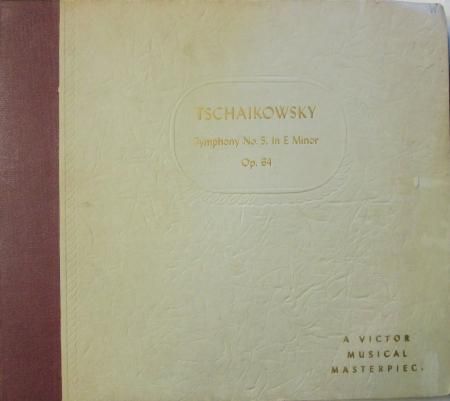 TSCHAIKOWSKY
Symphony No. 5, In E Minor
Op. 64
A VICTOR
MUSICAL
MASTERPIEC.